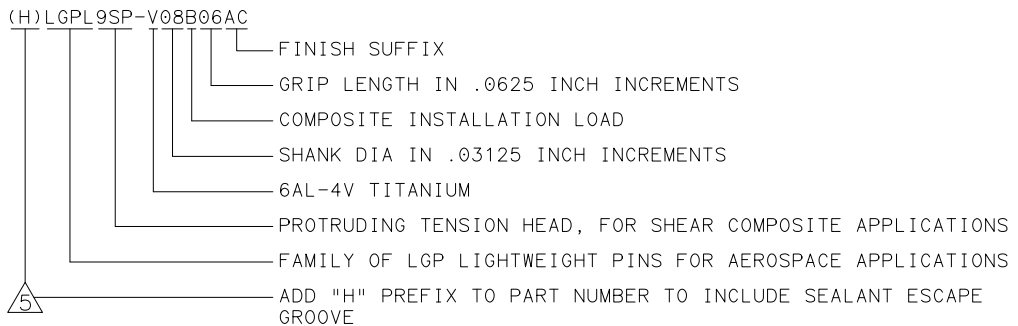 (H)LGPL9SP-V08B06AC
FINISH SUFFIX
GRIP LENGTH IN .0625 INCH INCREMENTS
COMPOSITE INSTALLATION LOAD
SHANK DIA IN .03125 INCH INCREMENTS
6AL-4V TITANIUM
PROTRUDING TENSION HEAD, FOR SHEAR COMPOSITE APPLICATIONS
FAMILY OF LGP LIGHTWEIGHT PINS FOR AEROSPACE APPLICATIONS
5 ADD "H" PREFIX TO PART NUMBER TO INCLUDE SEALANT ESCAPE
GROOVE